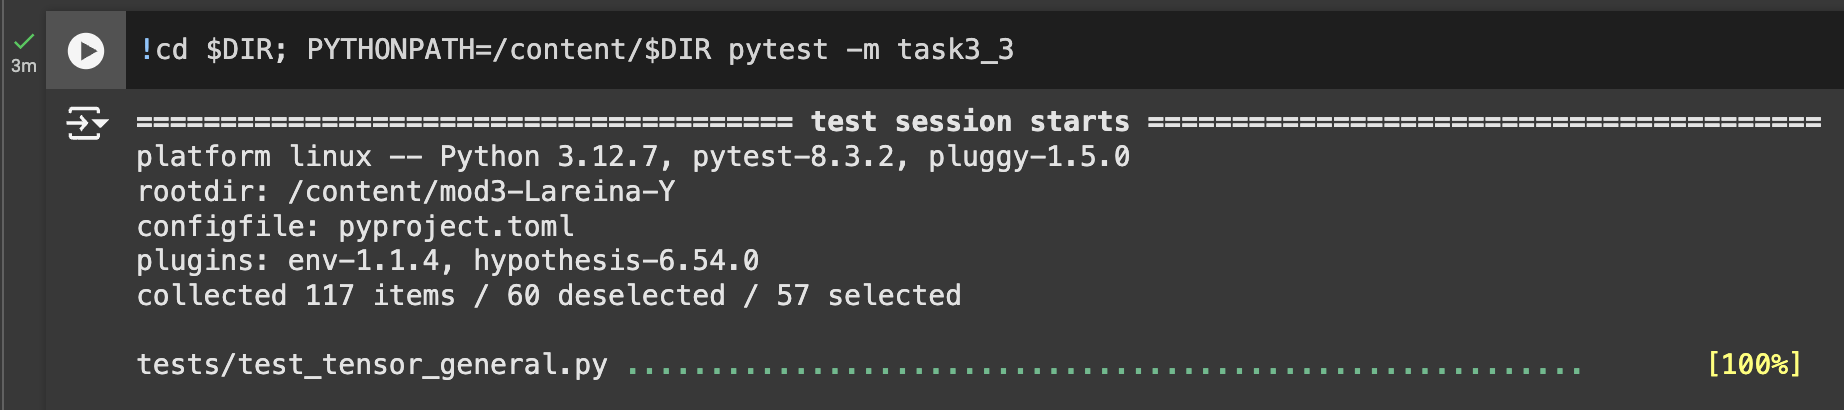 !cd $DIR; PYTHONPATH=/content/$DIR pytest -m task3_3
3m
======================================= test session starts ========================================
platform linux -- Python 3.12.7, pytest-8.3.2, pluggy-1.5.0
rootdir: /content/mod3-Lareina-Y
configfile: pyproject.toml
plugins: env-1.1.4, hypothesis-6.54.0
collected 117 items / 60 deselected / 57 selected
tests/test_tensor_general.py ......................................................... [100%]